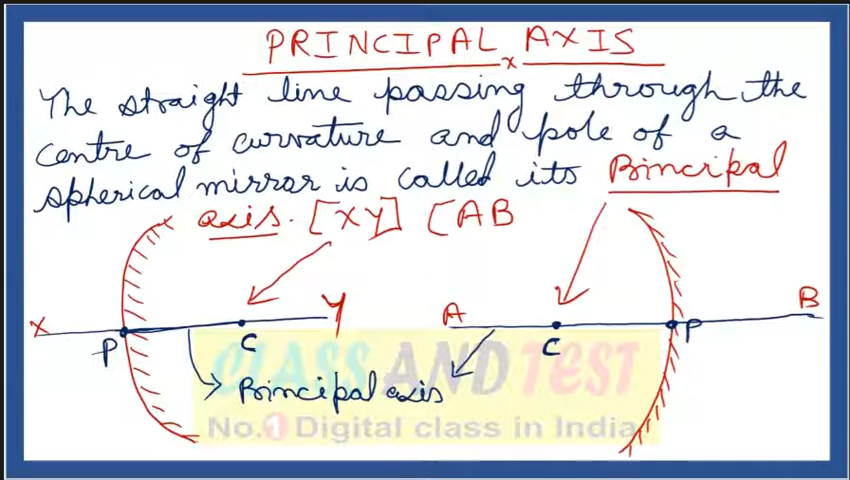 PRINCIPAL AXIS
x
The straight line passing through the
centre of curvature and pole of a
spherical mirror is called its Principal
axis. [XY] [AB
X P C Y A C P B
Principal axis
CLASS AND TEST
No.1 Digital class in India